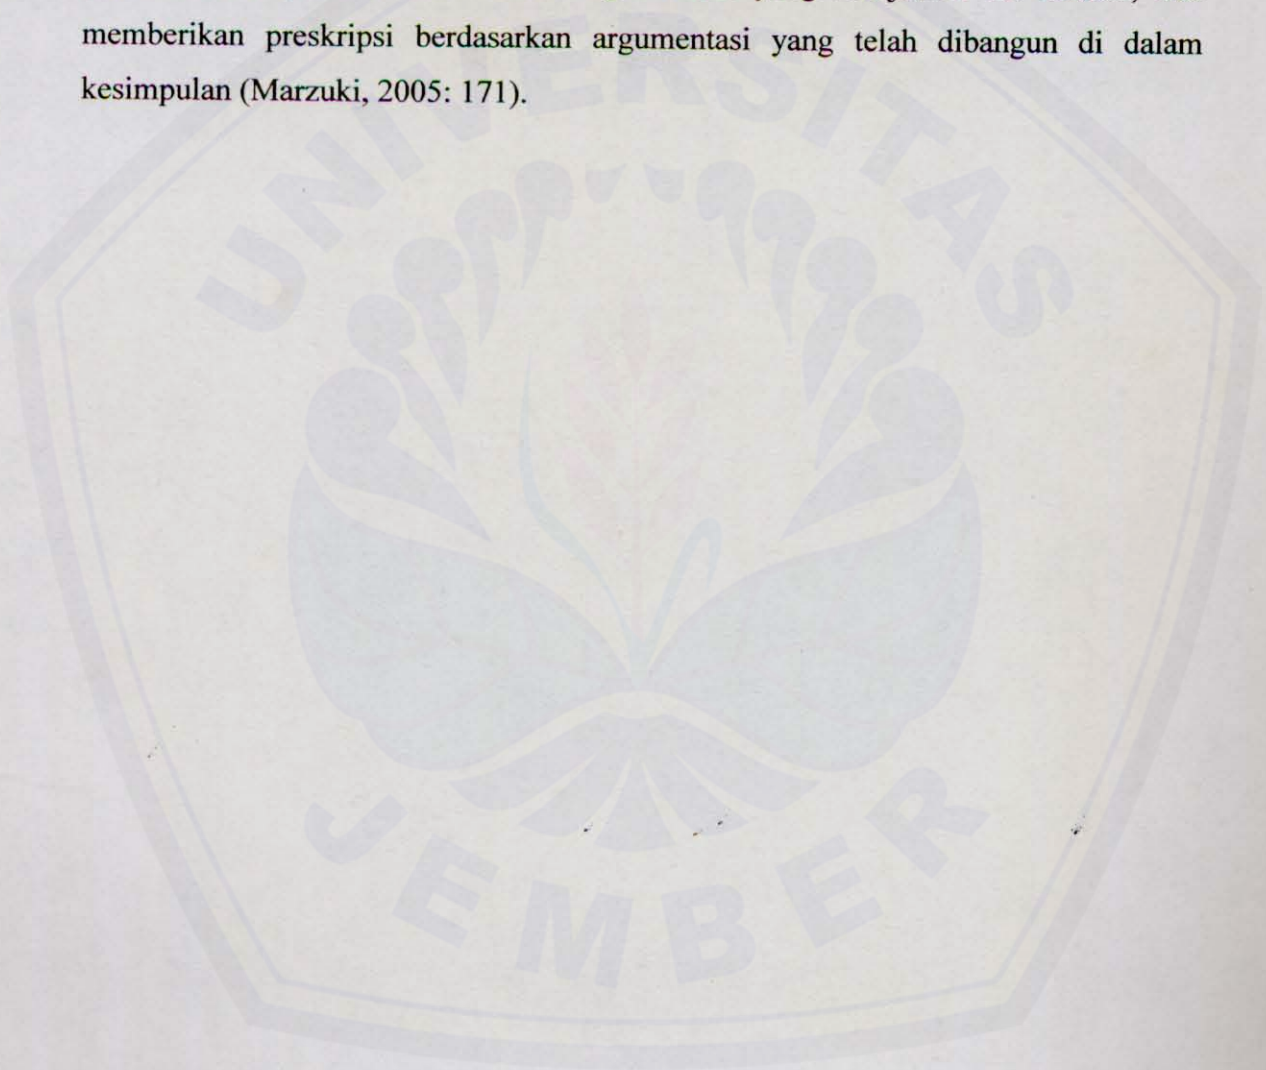 memberikan preskripsi berdasarkan argumentasi yang telah dibangun di dalam
kesimpulan (Marzuki, 2005: 171).
UNIVERSITAS
JEMBER